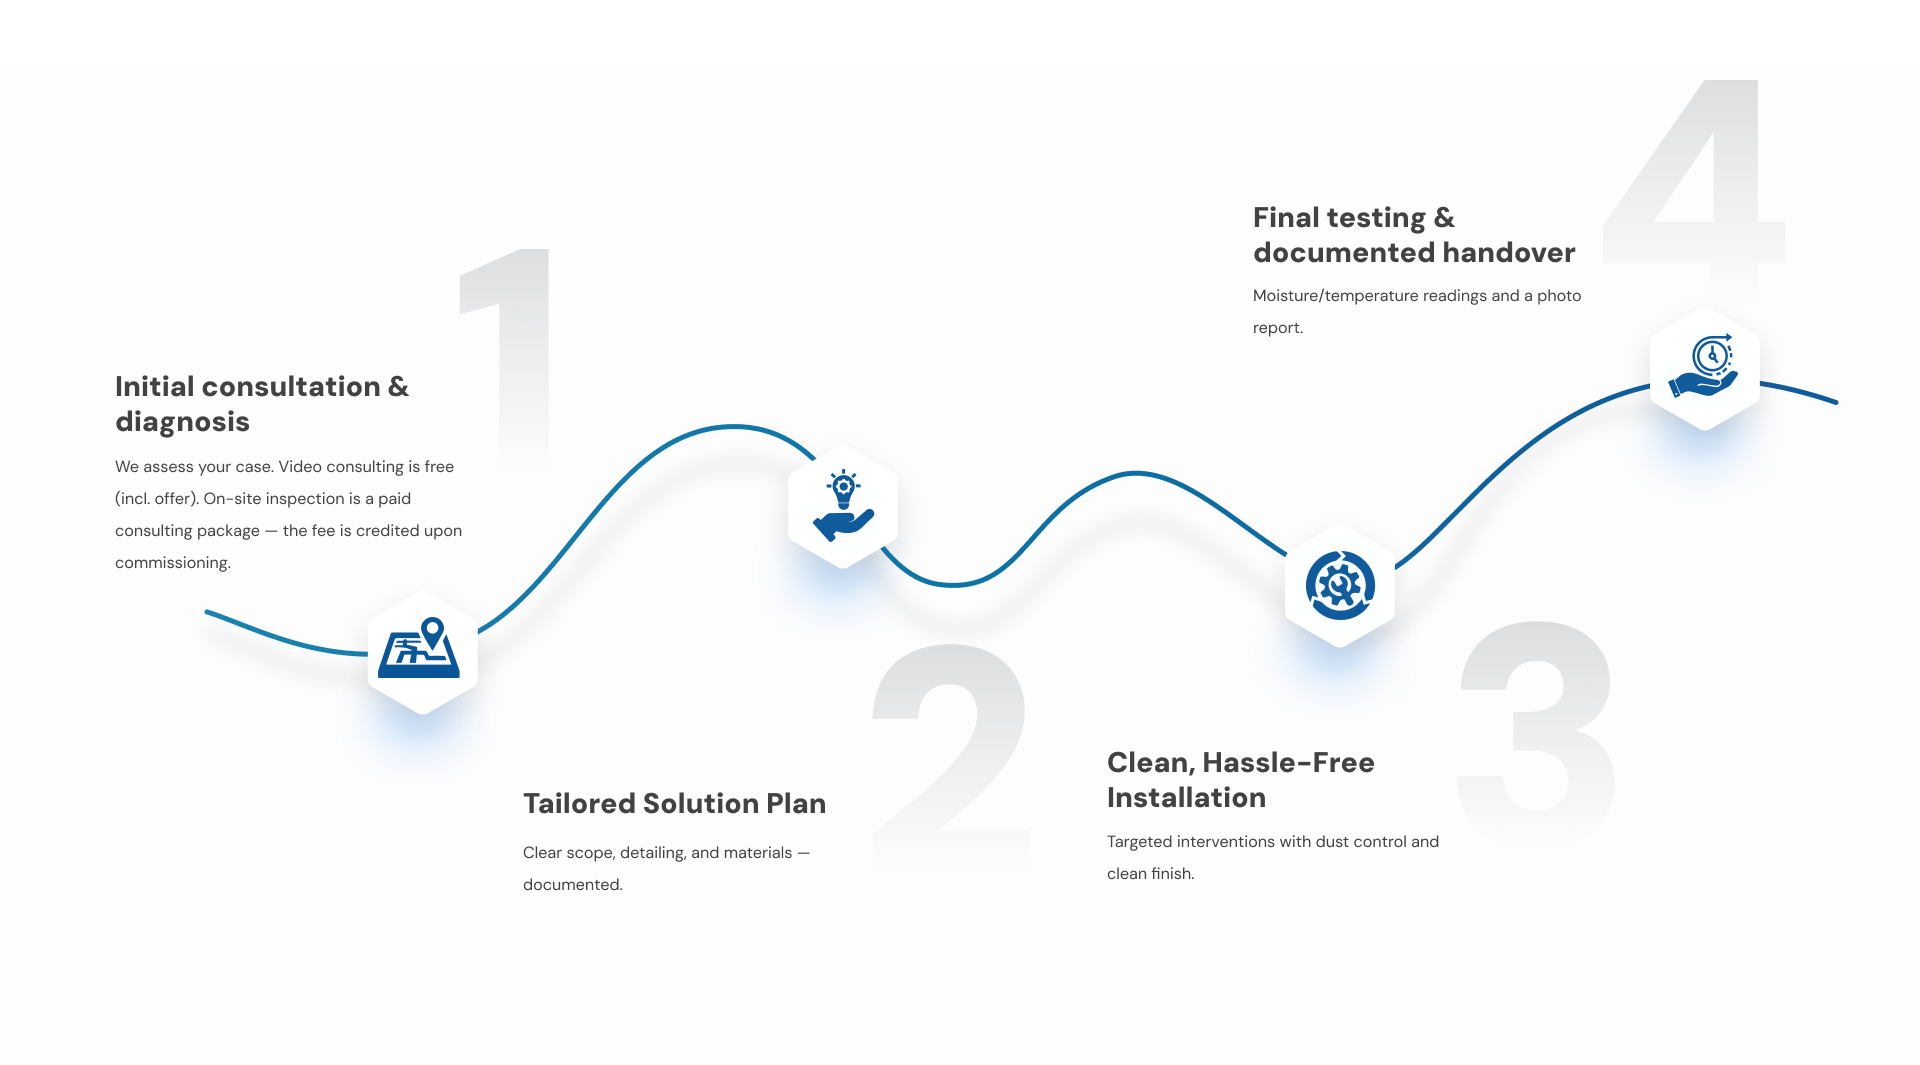 1
Initial consultation &
diagnosis
We assess your case. Video consulting is free
(incl. offer). On-site inspection is a paid
consulting package — the fee is credited upon
commissioning.
2
Tailored Solution Plan
Clear scope, detailing, and materials —
documented.
3
Clean, Hassle-Free
Installation
Targeted interventions with dust control and
clean finish.
4
Final testing &
documented handover
Moisture/temperature readings and a photo
report.